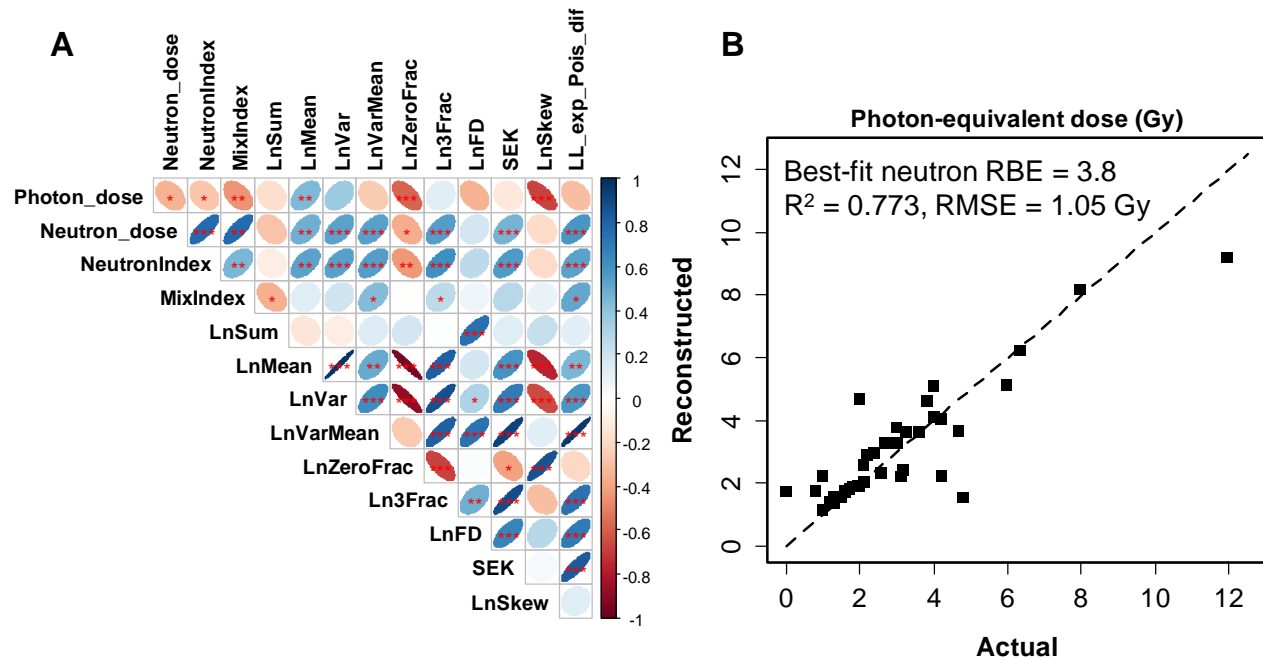 A
Neutron_dose
NeutronIndex
MixIndex
LnSum
LnMean
LnVar
LnVarMean
LnZeroFrac
Ln3Frac
LnFD
SEK
LnSkew
LL_exp_Pois_dif
Photon_dose * * ** ** *** ***
Neutron_dose *** *** ** *** *** * *** *** ***
NeutronIndex ** ** *** *** ** *** *** ***
MixIndex * * * *
LnSum ***
LnMean *** ** *** *** *** *** **
LnVar *** *** *** * *** *** ***
LnVarMean *** *** *** ***
LnZeroFrac *** * ***
Ln3Frac ** *** ***
LnFD *** ***
SEK ***
LnSkew
1
0.8
0.6
0.4
0.2
0
-0.2
-0.4
-0.6
-0.8
-1
B
Photon-equivalent dose (Gy)
Best-fit neutron RBE = 3.8
R² = 0.773, RMSE = 1.05 Gy
Reconstructed
12
10
8
6
4
2
0
0 2 4 6 8 10 12
Actual